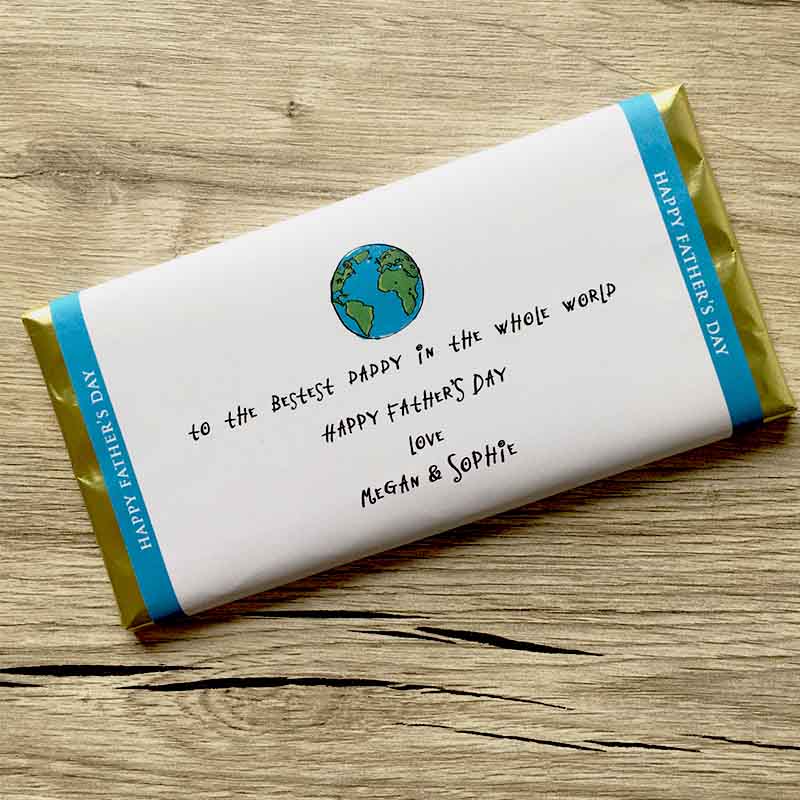 HAPPY FATHER'S DAY
to the BESTEST DADDY in the WHOLE WORLD
HAPPY FATHER'S DAY
LOVE
MEGAN & SOPHIE
HAPPY FATHER'S DAY